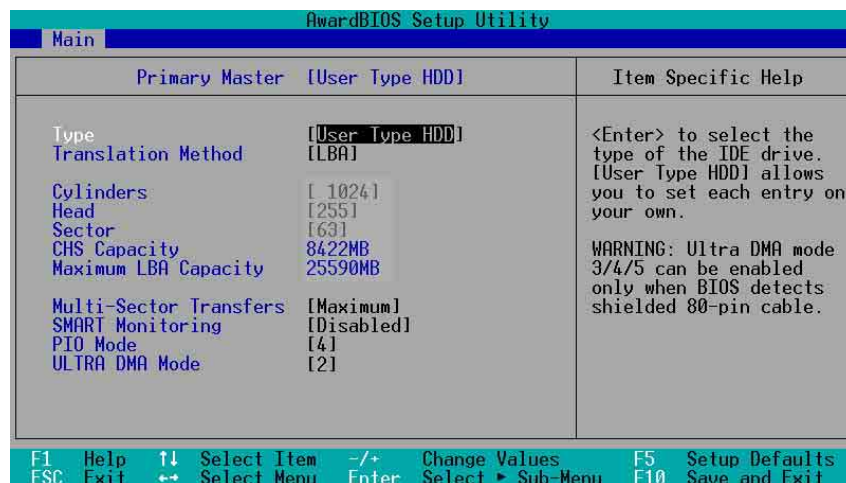 AwardBIOS Setup Utility
Main
Primary Master [User Type HDD]
Item Specific Help
Type [User Type HDD]
Translation Method [LBA]
Cylinders [ 1024]
Head [255]
Sector [63]
CHS Capacity 8422MB
Maximum LBA Capacity 25590MB
Multi-Sector Transfers [Maximum]
SMART Monitoring [Disabled]
PIO Mode [4]
ULTRA DMA Mode [2]
<Enter> to select the
type of the IDE drive.
[User Type HDD] allows
you to set each entry on
your own.
WARNING: Ultra DMA mode
3/4/5 can be enabled
only when BIOS detects
shielded 80-pin cable.
F1 Help ↑↓ Select Item -/+ Change Values F5 Setup Defaults
ESC Exit ←→ Select Menu Enter Select ► Sub-Menu F10 Save and Exit